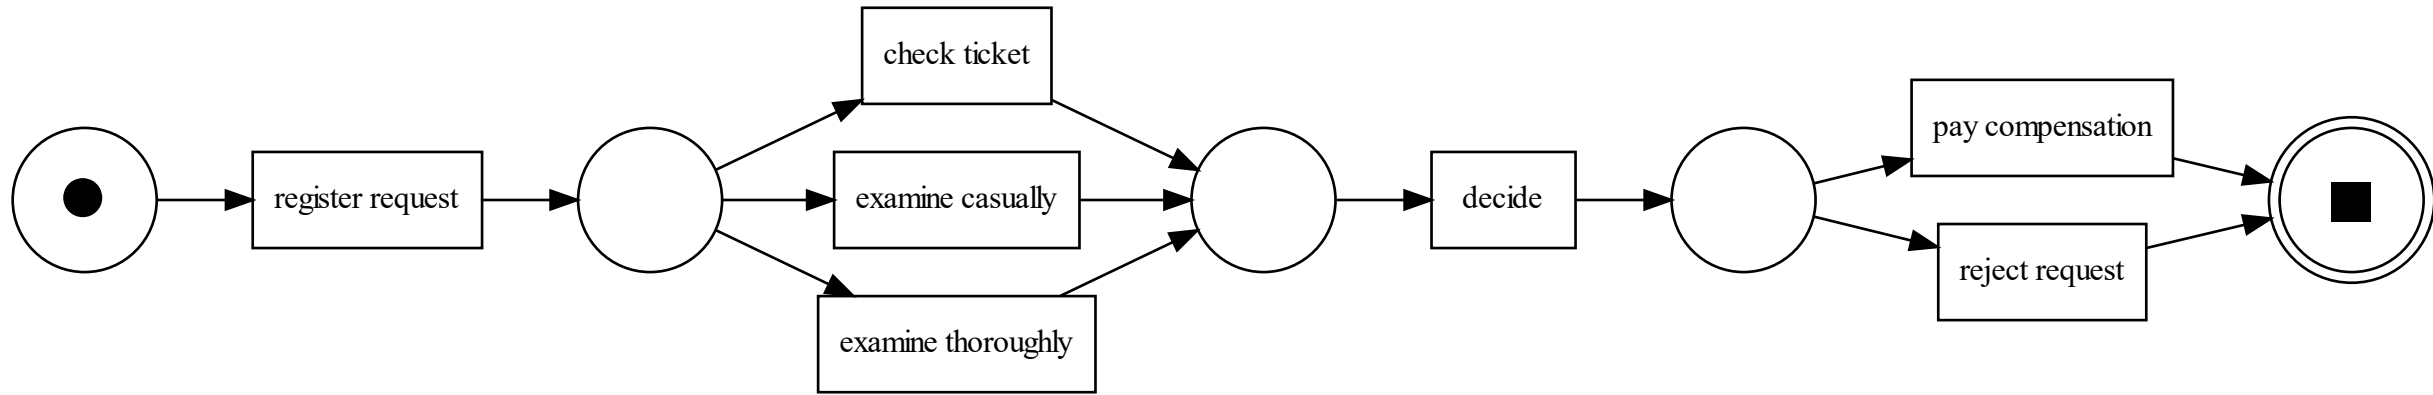 check ticket
register request
examine casually
examine thoroughly
decide
pay compensation
reject request